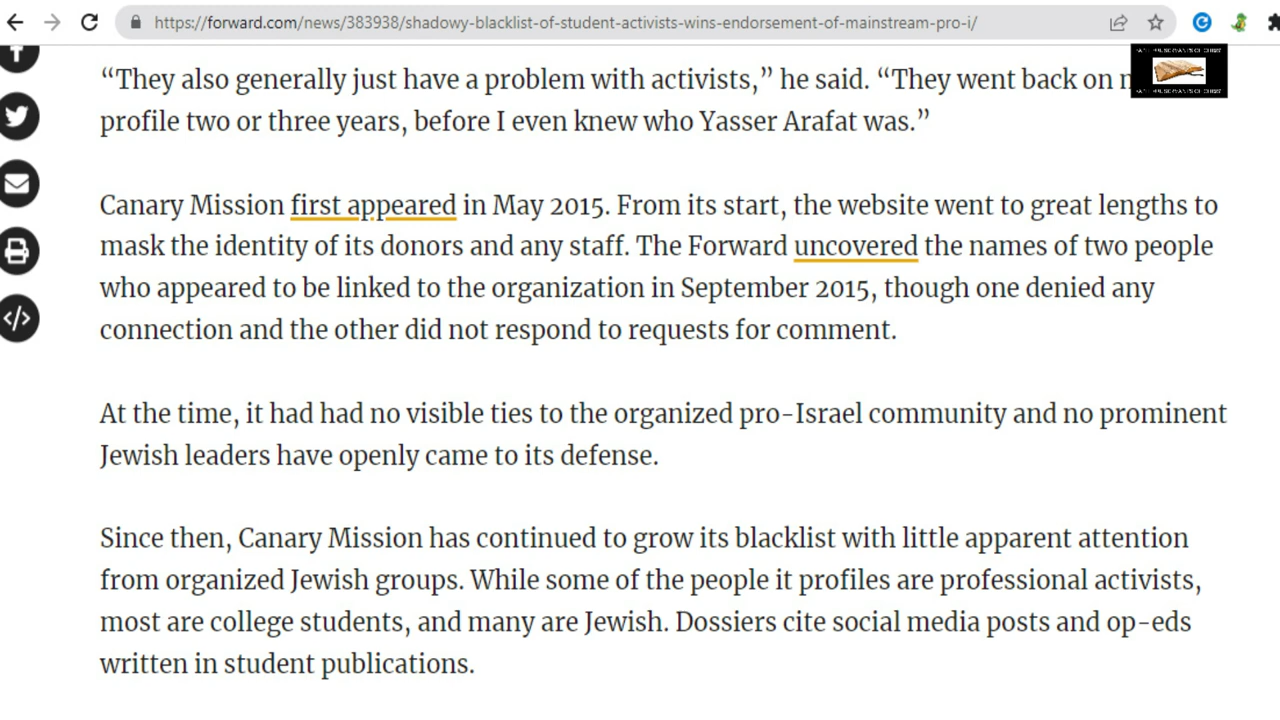 https://forward.com/news/383938/shadowy-blacklist-of-student-activists-wins-endorsement-of-mainstream-pro-i/
“They also generally just have a problem with activists,” he said. “They went back on
profile two or three years, before I even knew who Yasser Arafat was.”
Canary Mission first appeared in May 2015. From its start, the website went to great lengths to
mask the identity of its donors and any staff. The Forward uncovered the names of two people
who appeared to be linked to the organization in September 2015, though one denied any
connection and the other did not respond to requests for comment.
At the time, it had had no visible ties to the organized pro-Israel community and no prominent
Jewish leaders have openly came to its defense.
Since then, Canary Mission has continued to grow its blacklist with little apparent attention
from organized Jewish groups. While some of the people it profiles are professional activists,
most are college students, and many are Jewish. Dossiers cite social media posts and op-eds
written in student publications.